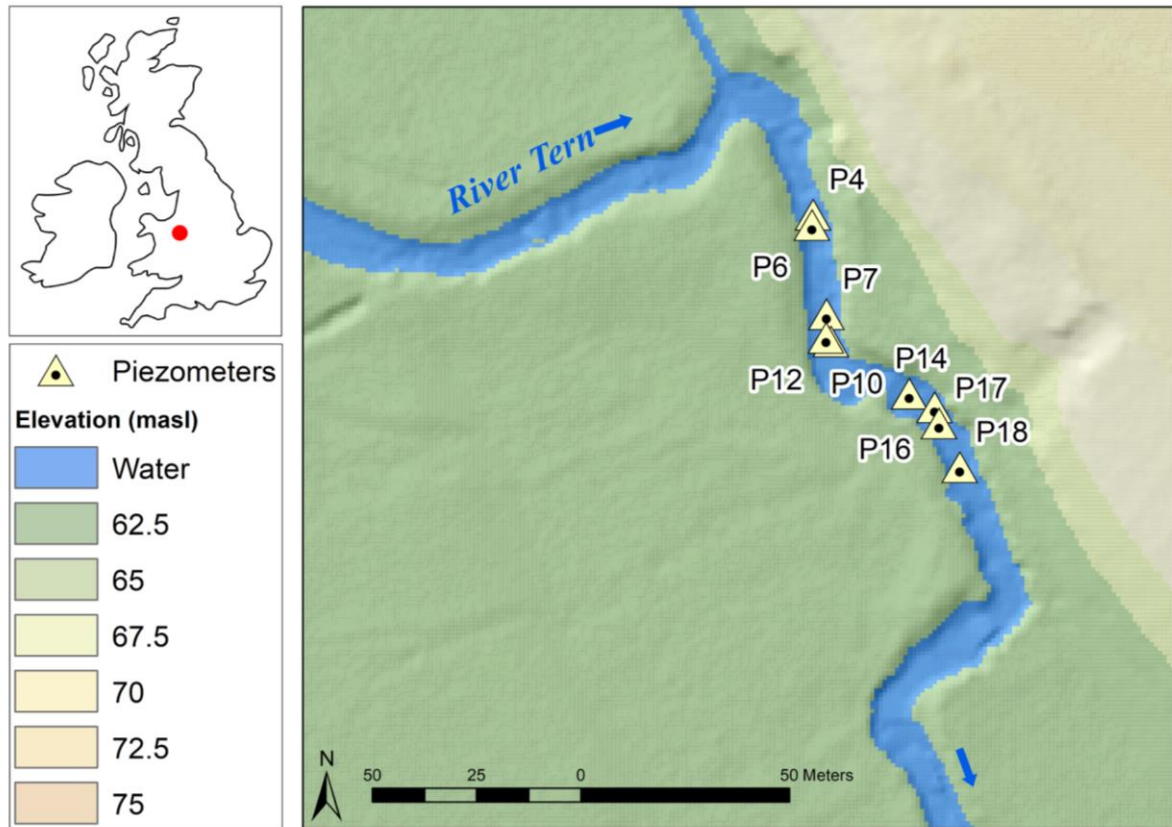 Piezometers
Elevation (masl)
Water
62.5
65
67.5
70
72.5
75
River Tern
P4
P6
P7
P12
P10
P14
P17
P16
P18
N
50 25 0 50 Meters